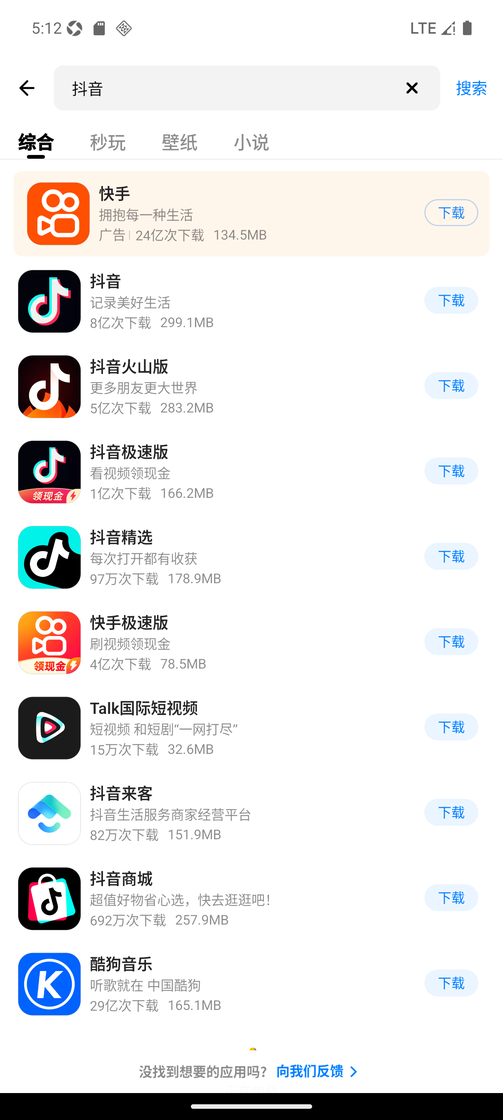 5:12
LTE
抖音
搜索
综合 秒玩 壁纸 小说
快手
拥抱每一种生活
广告 24亿次下载 134.5MB
下载
抖音
记录美好生活
8亿次下载 299.1MB
下载
抖音火山版
更多朋友更大世界
5亿次下载 283.2MB
下载
领现金
抖音极速版
看视频领现金
1亿次下载 166.2MB
下载
抖音精选
每次打开都有收获
97万次下载 178.9MB
下载
领现金
快手极速版
刷视频领现金
4亿次下载 78.5MB
下载
Talk国际短视频
短视频 和短剧“一网打尽”
15万次下载 32.6MB
下载
抖音来客
抖音生活服务商家经营平台
82万次下载 151.9MB
下载
抖音商城
超值好物省心选，快去逛逛吧！
692万次下载 257.9MB
下载
K
酷狗音乐
听歌就在 中国酷狗
29亿次下载 165.1MB
下载
没找到想要的应用吗？ 向我们反馈